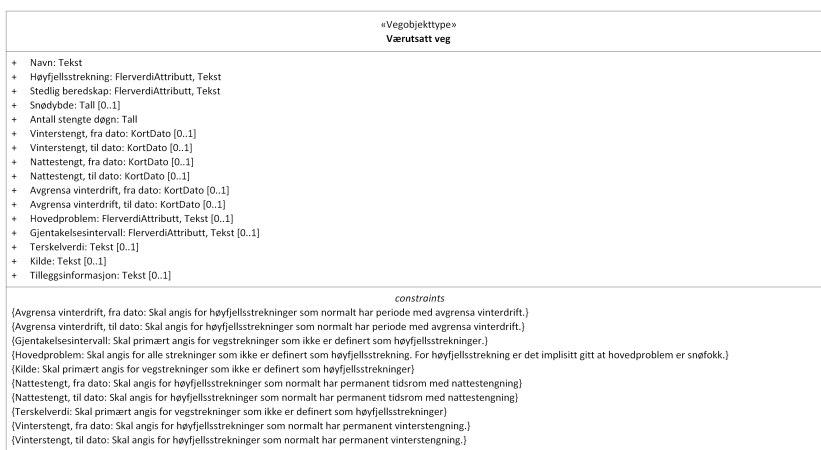 «Vegobjekttype»
Værutsatt veg
+ Navn: Tekst
+ Høyfjellsstrekning: FlerverdiAttributt, Tekst
+ Stedlig beredskap: FlerverdiAttributt, Tekst
+ Snødybde: Tall [0..1]
+ Antall stengte døgn: Tall
+ Vinterstengt, fra dato: KortDato [0..1]
+ Vinterstengt, til dato: KortDato [0..1]
+ Nattestengt, fra dato: KortDato [0..1]
+ Nattestengt, til dato: KortDato [0..1]
+ Avgrensa vinterdrift, fra dato: KortDato [0..1]
+ Avgrensa vinterdrift, til dato: KortDato [0..1]
+ Hovedproblem: FlerverdiAttributt, Tekst [0..1]
+ Gjentakelsesintervall: FlerverdiAttributt, Tekst [0..1]
+ Terskelverdi: Tekst [0..1]
+ Kilde: Tekst [0..1]
+ Tilleggsinformasjon: Tekst [0..1]
constraints
{Avgrensa vinterdrift, fra dato: Skal angis for høyfjellsstrekninger som normalt har periode med avgrensa vinterdrift.}
{Avgrensa vinterdrift, til dato: Skal angis for høyfjellsstrekninger som normalt har periode med avgrensa vinterdrift.}
{Gjentakelsesintervall: Skal primært angis for vegstrekninger som ikke er definert som høyfjellsstrekninger.}
{Hovedproblem: Skal angis for alle strekninger som ikke er definert som høyfjellsstrekning. For høyfjellsstrekning er det implisitt gitt at hovedproblem er snøfokk.}
{Kilde: Skal primært angis for vegstrekninger som ikke er definert som høyfjellsstrekninger}
{Nattestengt, fra dato: Skal angis for høyfjellsstrekninger som normalt har permanent tidsrom med nattestengning}
{Nattestengt, til dato: Skal angis for høyfjellsstrekninger som normalt har permanent tidsrom med nattestengning}
{Terskelverdi: Skal primært angis for vegstrekninger som ikke er definert som høyfjellsstrekninger}
{Vinterstengt, fra dato: Skal angis for høyfjellsstrekninger som normalt har permanent vinterstengning.}
{Vinterstengt, til dato: Skal angis for høyfjellsstrekninger som normalt har permanent vinterstengning.}